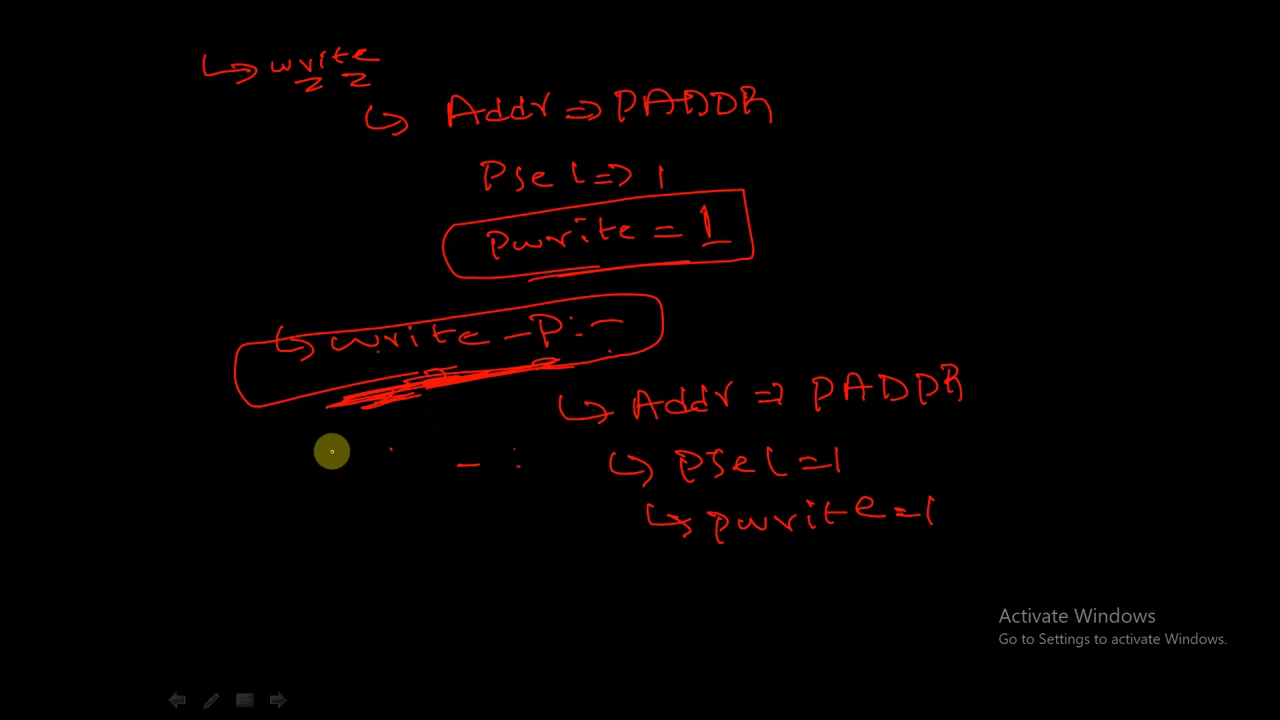 ↳ write
↳ Addr => PADDR
Psel => 1
Pwrite = 1
↳ write - P : -
↳ Addr => PADDR
↳ Psel = 1
↳ pwrite = 1
Activate Windows
Go to Settings to activate Windows.